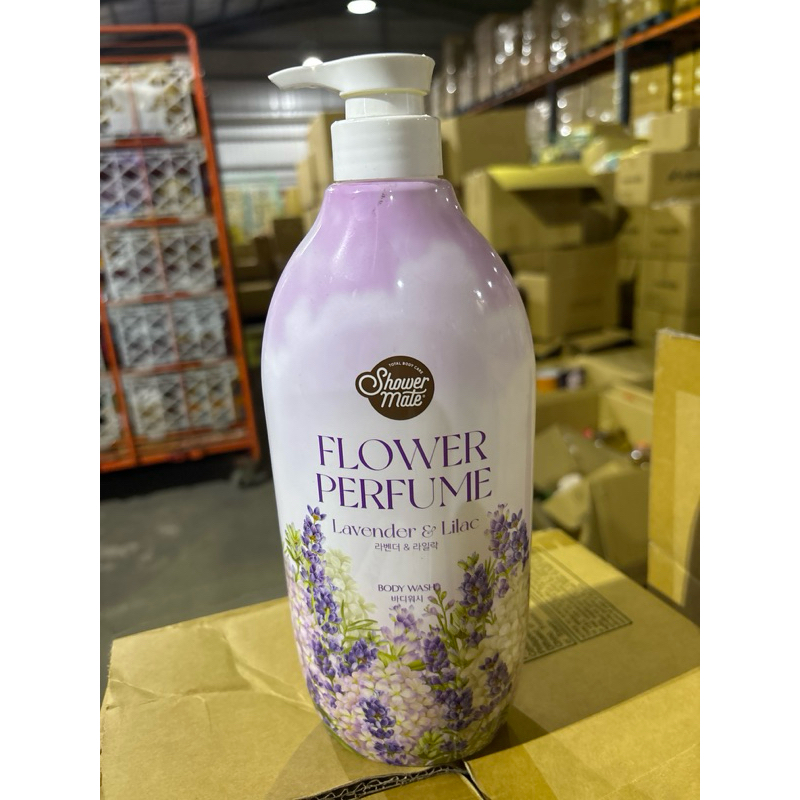 TOTAL BODY CARE
Shower
Mate
FLOWER
PERFUME
Lavender & Lilac
라벤더 & 라일락
BODY WASH
바디워시